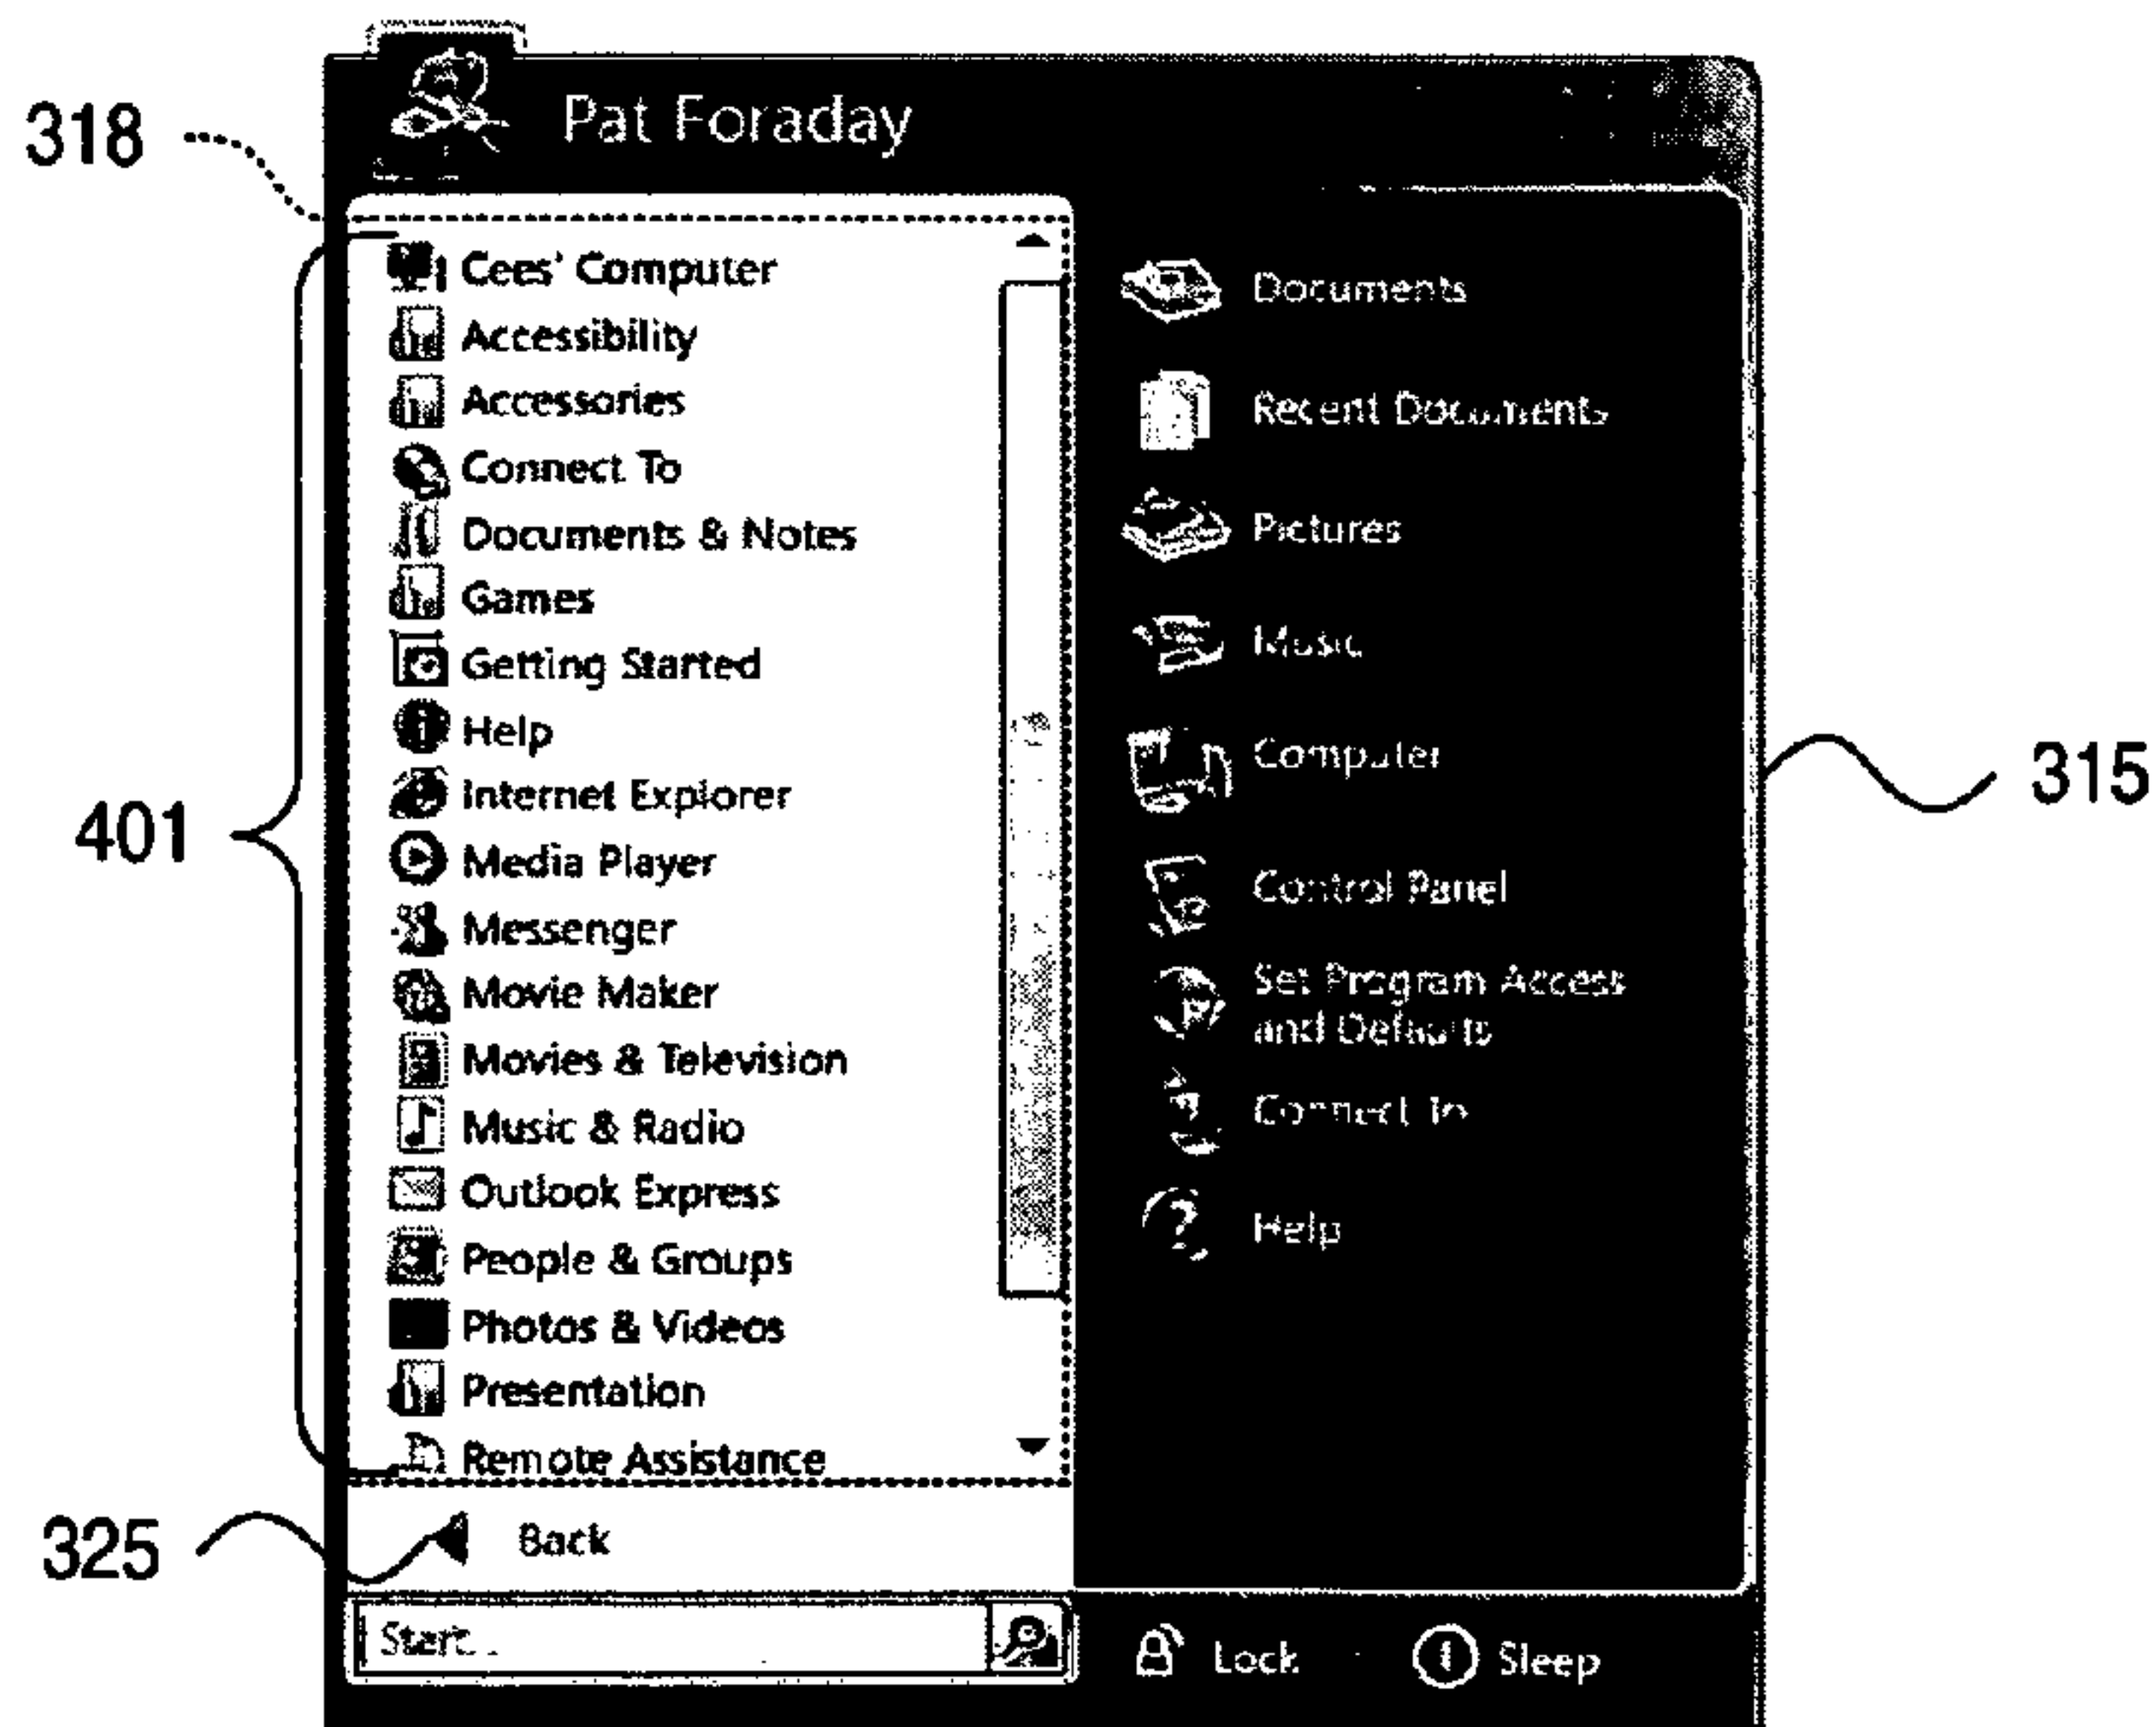 318
Pat Foraday
Cees' Computer
Accessibility
Accessories
Connect To
Documents & Notes
Games
Getting Started
Help
Internet Explorer
Media Player
Messenger
Movie Maker
Movies & Television
Music & Radio
Outlook Express
People & Groups
Photos & Videos
Presentation
Remote Assistance
401
325
Back
Start..
Documents
Recent Documents
Pictures
Music
Computer
Control Panel
Set Program Access
and Defaults
Connect To
Help
315
Lock
Sleep